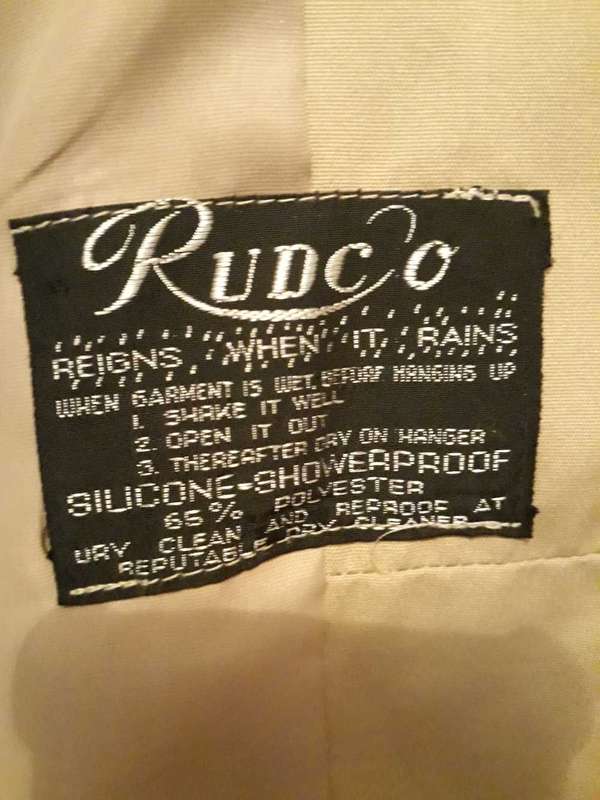 RUDCO
REIGNS WHEN IT RAINS
WHEN GARMENT IS WET, BEFORE HANGING UP
1. SHAKE IT WELL
2. OPEN IT OUT
3. THEREAFTER DRY ON HANGER
SILICONE-SHOWERPROOF
65% POLYESTER
DRY CLEAN AND REPROOF AT
REPUTABLE DRY CLEANER